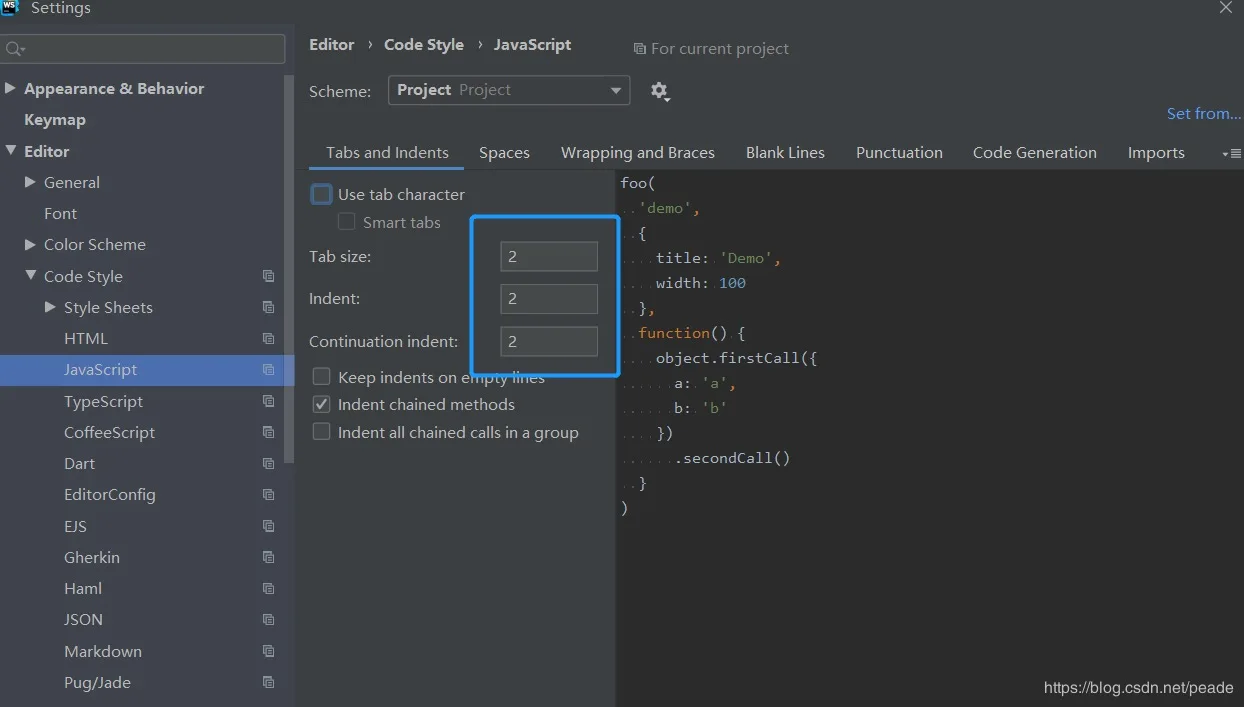 WS Settings
Editor › Code Style › JavaScript For current project
Scheme: Project Project
Set from...
Appearance & Behavior
Keymap
Editor
General
Font
Color Scheme
Code Style
Style Sheets
HTML
JavaScript
TypeScript
CoffeeScript
Dart
EditorConfig
EJS
Gherkin
Haml
JSON
Markdown
Pug/Jade
Tabs and Indents Spaces Wrapping and Braces Blank Lines Punctuation Code Generation Imports
Use tab character
Smart tabs
Tab size: 2
Indent: 2
Continuation indent: 2
Keep indents on empty lines
Indent chained methods
Indent all chained calls in a group
foo(
  'demo',
  {
    title: 'Demo',
    width: 100
  },
  function() {
    object.firstCall({
      a: 'a',
      b: 'b'
    })
      .secondCall()
  }
)
https://blog.csdn.net/peade